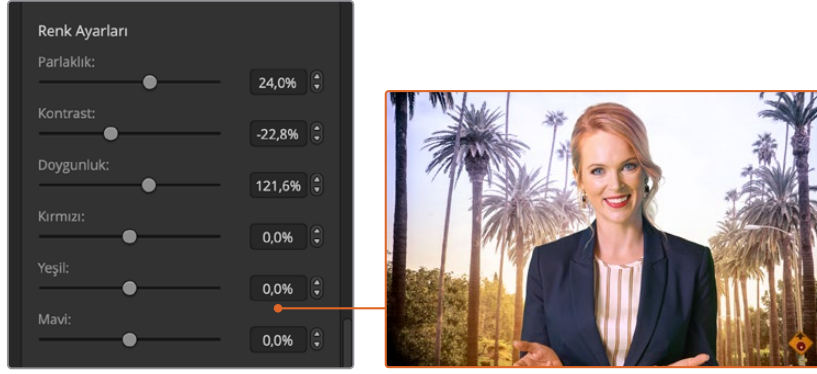 Renk Ayarları
Parlaklık:
24,0%
Kontrast:
-22,8%
Doygunluk:
121,6%
Kırmızı:
0,0%
Yeşil:
0,0%
Mavi:
0,0%